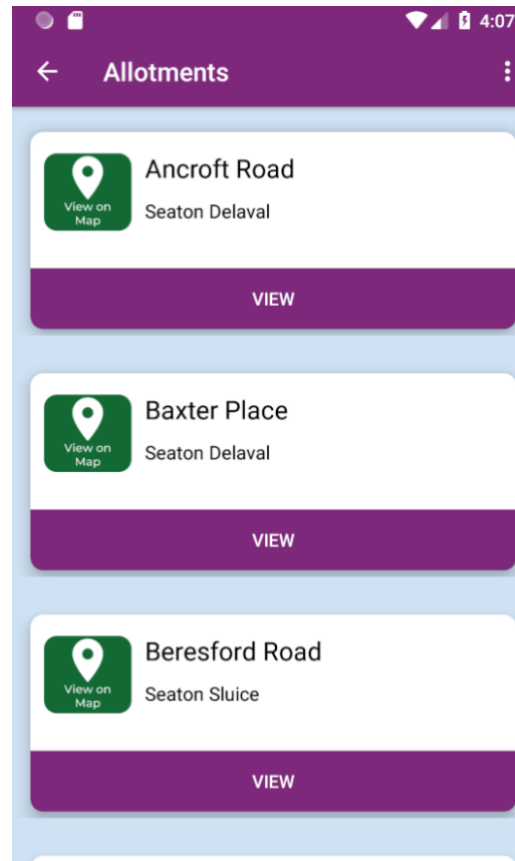 4:07
Allotments
Ancroft Road
View on
Map
Seaton Delaval
VIEW
Baxter Place
View on
Map
Seaton Delaval
VIEW
Beresford Road
View on
Map
Seaton Sluice
VIEW